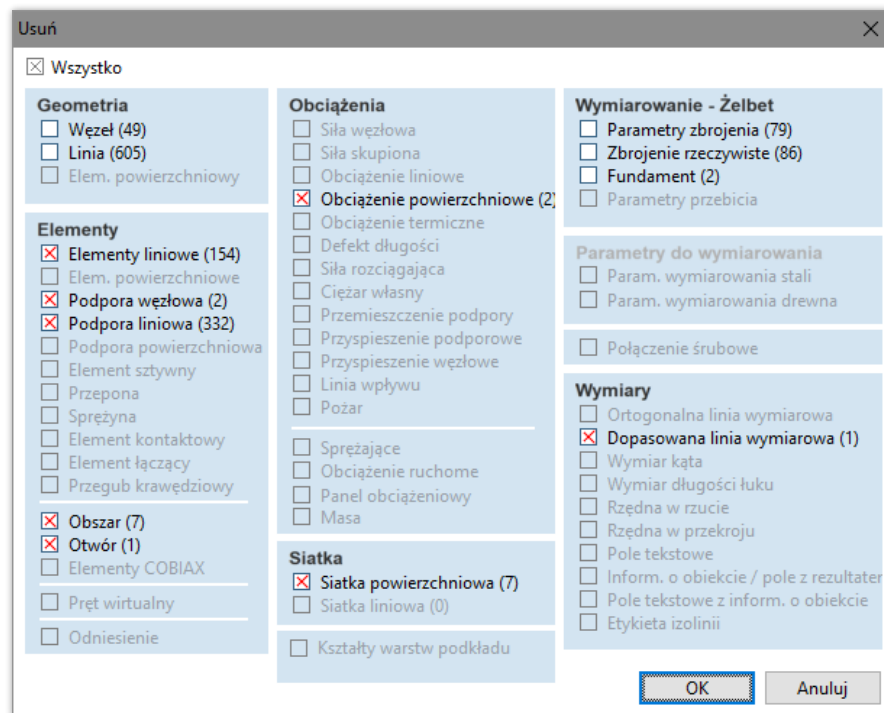 Usuń
Wszystko
Geometria
Węzeł (49)
Linia (605)
Elem. powierzchniowy
Elementy
Elementy liniowe (154)
Elem. powierzchniowe
Podpora węzłowa (2)
Podpora liniowa (332)
Podpora powierzchniowa
Element sztywny
Przepona
Sprężyna
Element kontaktowy
Element łączący
Przegub krawędziowy
Obszar (7)
Otwór (1)
Elementy COBIAX
Pręt wirtualny
Odniesienie
Obciążenia
Siła węzłowa
Siła skupiona
Obciążenie liniowe
Obciążenie powierzchniowe (2)
Obciążenie termiczne
Defekt długości
Siła rozciągająca
Ciężar własny
Przemieszczenie podpory
Przyspieszenie podporowe
Przyspieszenie węzłowe
Linia wpływu
Pożar
Sprężające
Obciążenie ruchome
Panel obciążeniowy
Masa
Siatka
Siatka powierzchniowa (7)
Siatka liniowa (0)
Kształty warstw podkładu
Wymiarowanie - Żelbet
Parametry zbrojenia (79)
Zbrojenie rzeczywiste (86)
Fundament (2)
Parametry przebicia
Parametry do wymiarowania
Param. wymiarowania stali
Param. wymiarowania drewna
Połączenie śrubowe
Wymiary
Ortogonalna linia wymiarowa
Dopasowana linia wymiarowa (1)
Wymiar kąta
Wymiar długości łuku
Rzędna w rzucie
Rzędna w przekroju
Pole tekstowe
Inform. o obiekcie / pole z rezultater
Pole tekstowe z inform. o obiekcie
Etykieta izolinii
OK
Anuluj